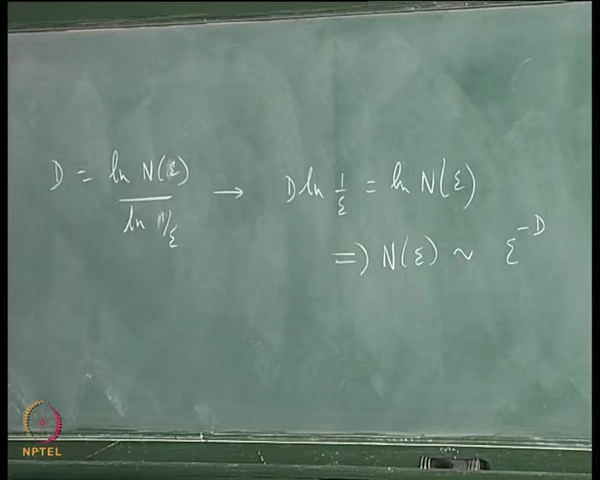 D = ln N(ε) / ln 1/ε → D ln 1/ε = ln N(ε)
=) N(ε) ~ ε^-D
NPTEL